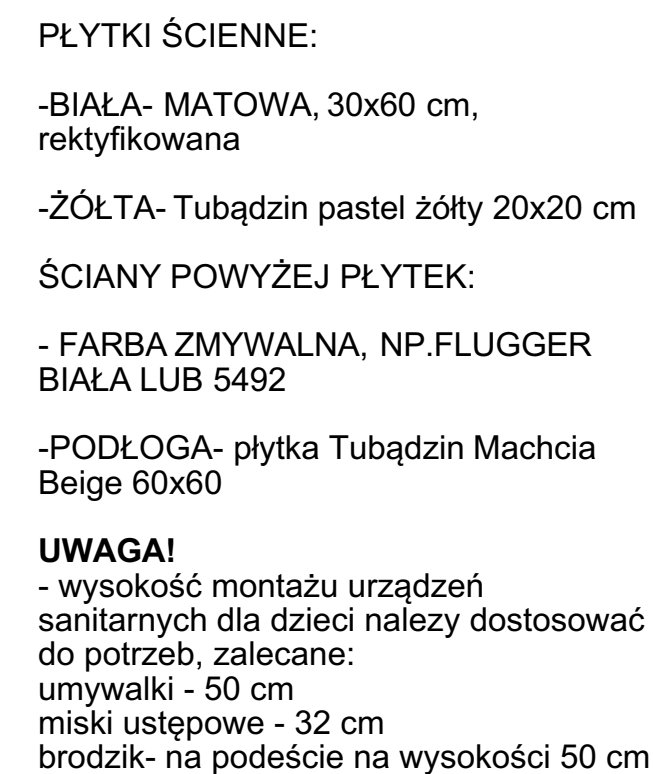 PŁYTKI ŚCIENNE:
-BIAŁA- MATOWA, 30x60 cm,
rektyfikowana
-ŻÓŁTA- Tubądzin pastel żółty 20x20 cm
ŚCIANY POWYŻEJ PŁYTEK:
- FARBA ZMYWALNA, NP.FLUGGER
BIAŁA LUB 5492
-PODŁOGA- płytka Tubądzin Machcia
Beige 60x60
UWAGA!
- wysokość montażu urządzeń
sanitarnych dla dzieci nalezy dostosować
do potrzeb, zalecane:
umywalki - 50 cm
miski ustępowe - 32 cm
brodzik- na podeście na wysokości 50 cm